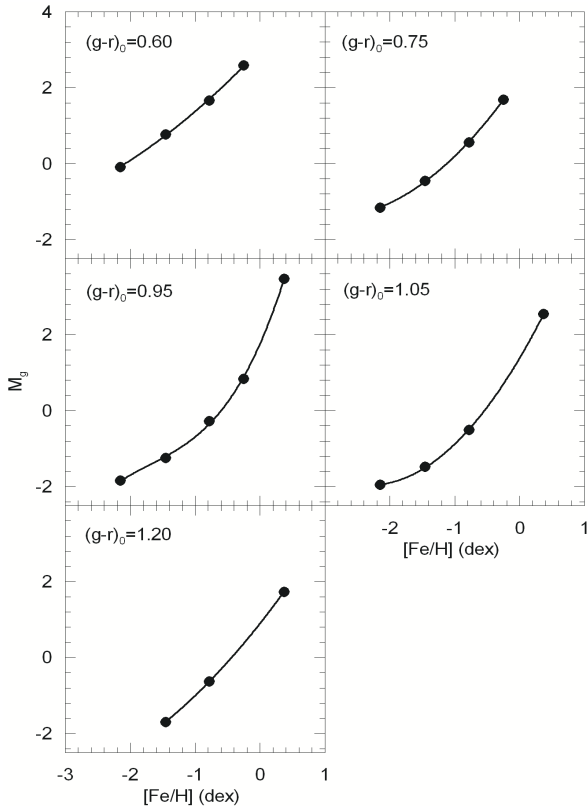 4
(g-r)₀=0.60
(g-r)₀=0.75
2
0
-2
(g-r)₀=0.95
(g-r)₀=1.05
2
M_g
0
-2
-2 -1 0 1
(g-r)₀=1.20
[Fe/H] (dex)
2
0
-2
-3 -2 -1 0 1
[Fe/H] (dex)